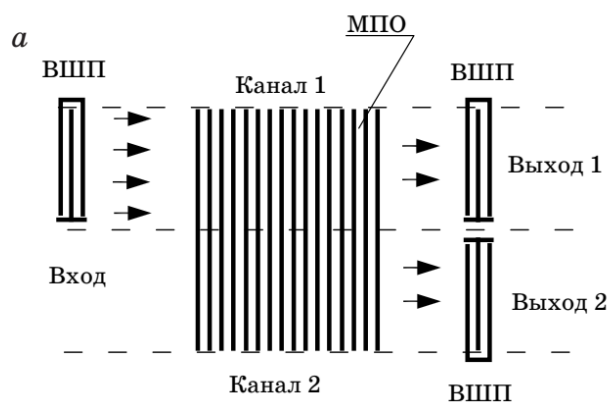 а
МПО
ВШП
Канал 1
ВШП
Выход 1
Вход
Выход 2
Канал 2
ВШП